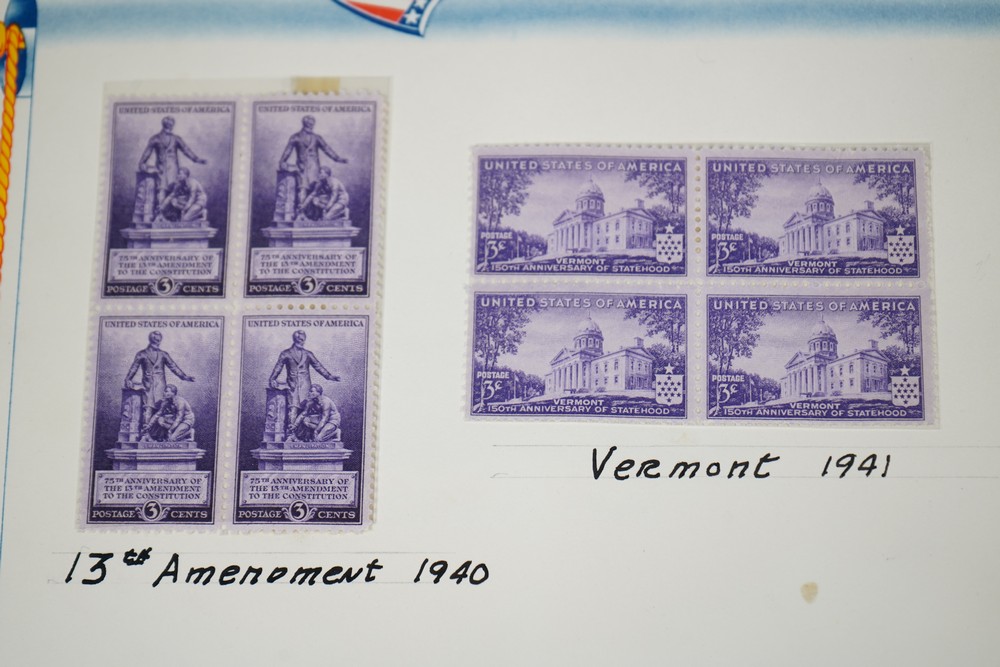 UNITED STATES OF AMERICA
75TH ANNIVERSARY OF
THE 13TH AMENDMENT
TO THE CONSTITUTION
POSTAGE 3 CENTS
UNITED STATES OF AMERICA
75TH ANNIVERSARY OF
THE 13TH AMENDMENT
TO THE CONSTITUTION
POSTAGE 3 CENTS
UNITED STATES OF AMERICA
75TH ANNIVERSARY OF
THE 13TH AMENDMENT
TO THE CONSTITUTION
POSTAGE 3 CENTS
UNITED STATES OF AMERICA
75TH ANNIVERSARY OF
THE 13TH AMENDMENT
TO THE CONSTITUTION
POSTAGE 3 CENTS
13th Amendment 1940
UNITED STATES OF AMERICA
POSTAGE
3¢
VERMONT
150TH ANNIVERSARY OF STATEHOOD
UNITED STATES OF AMERICA
POSTAGE
3¢
VERMONT
150TH ANNIVERSARY OF STATEHOOD
UNITED STATES OF AMERICA
POSTAGE
3¢
VERMONT
150TH ANNIVERSARY OF STATEHOOD
UNITED STATES OF AMERICA
POSTAGE
3¢
VERMONT
150TH ANNIVERSARY OF STATEHOOD
Vermont 1941